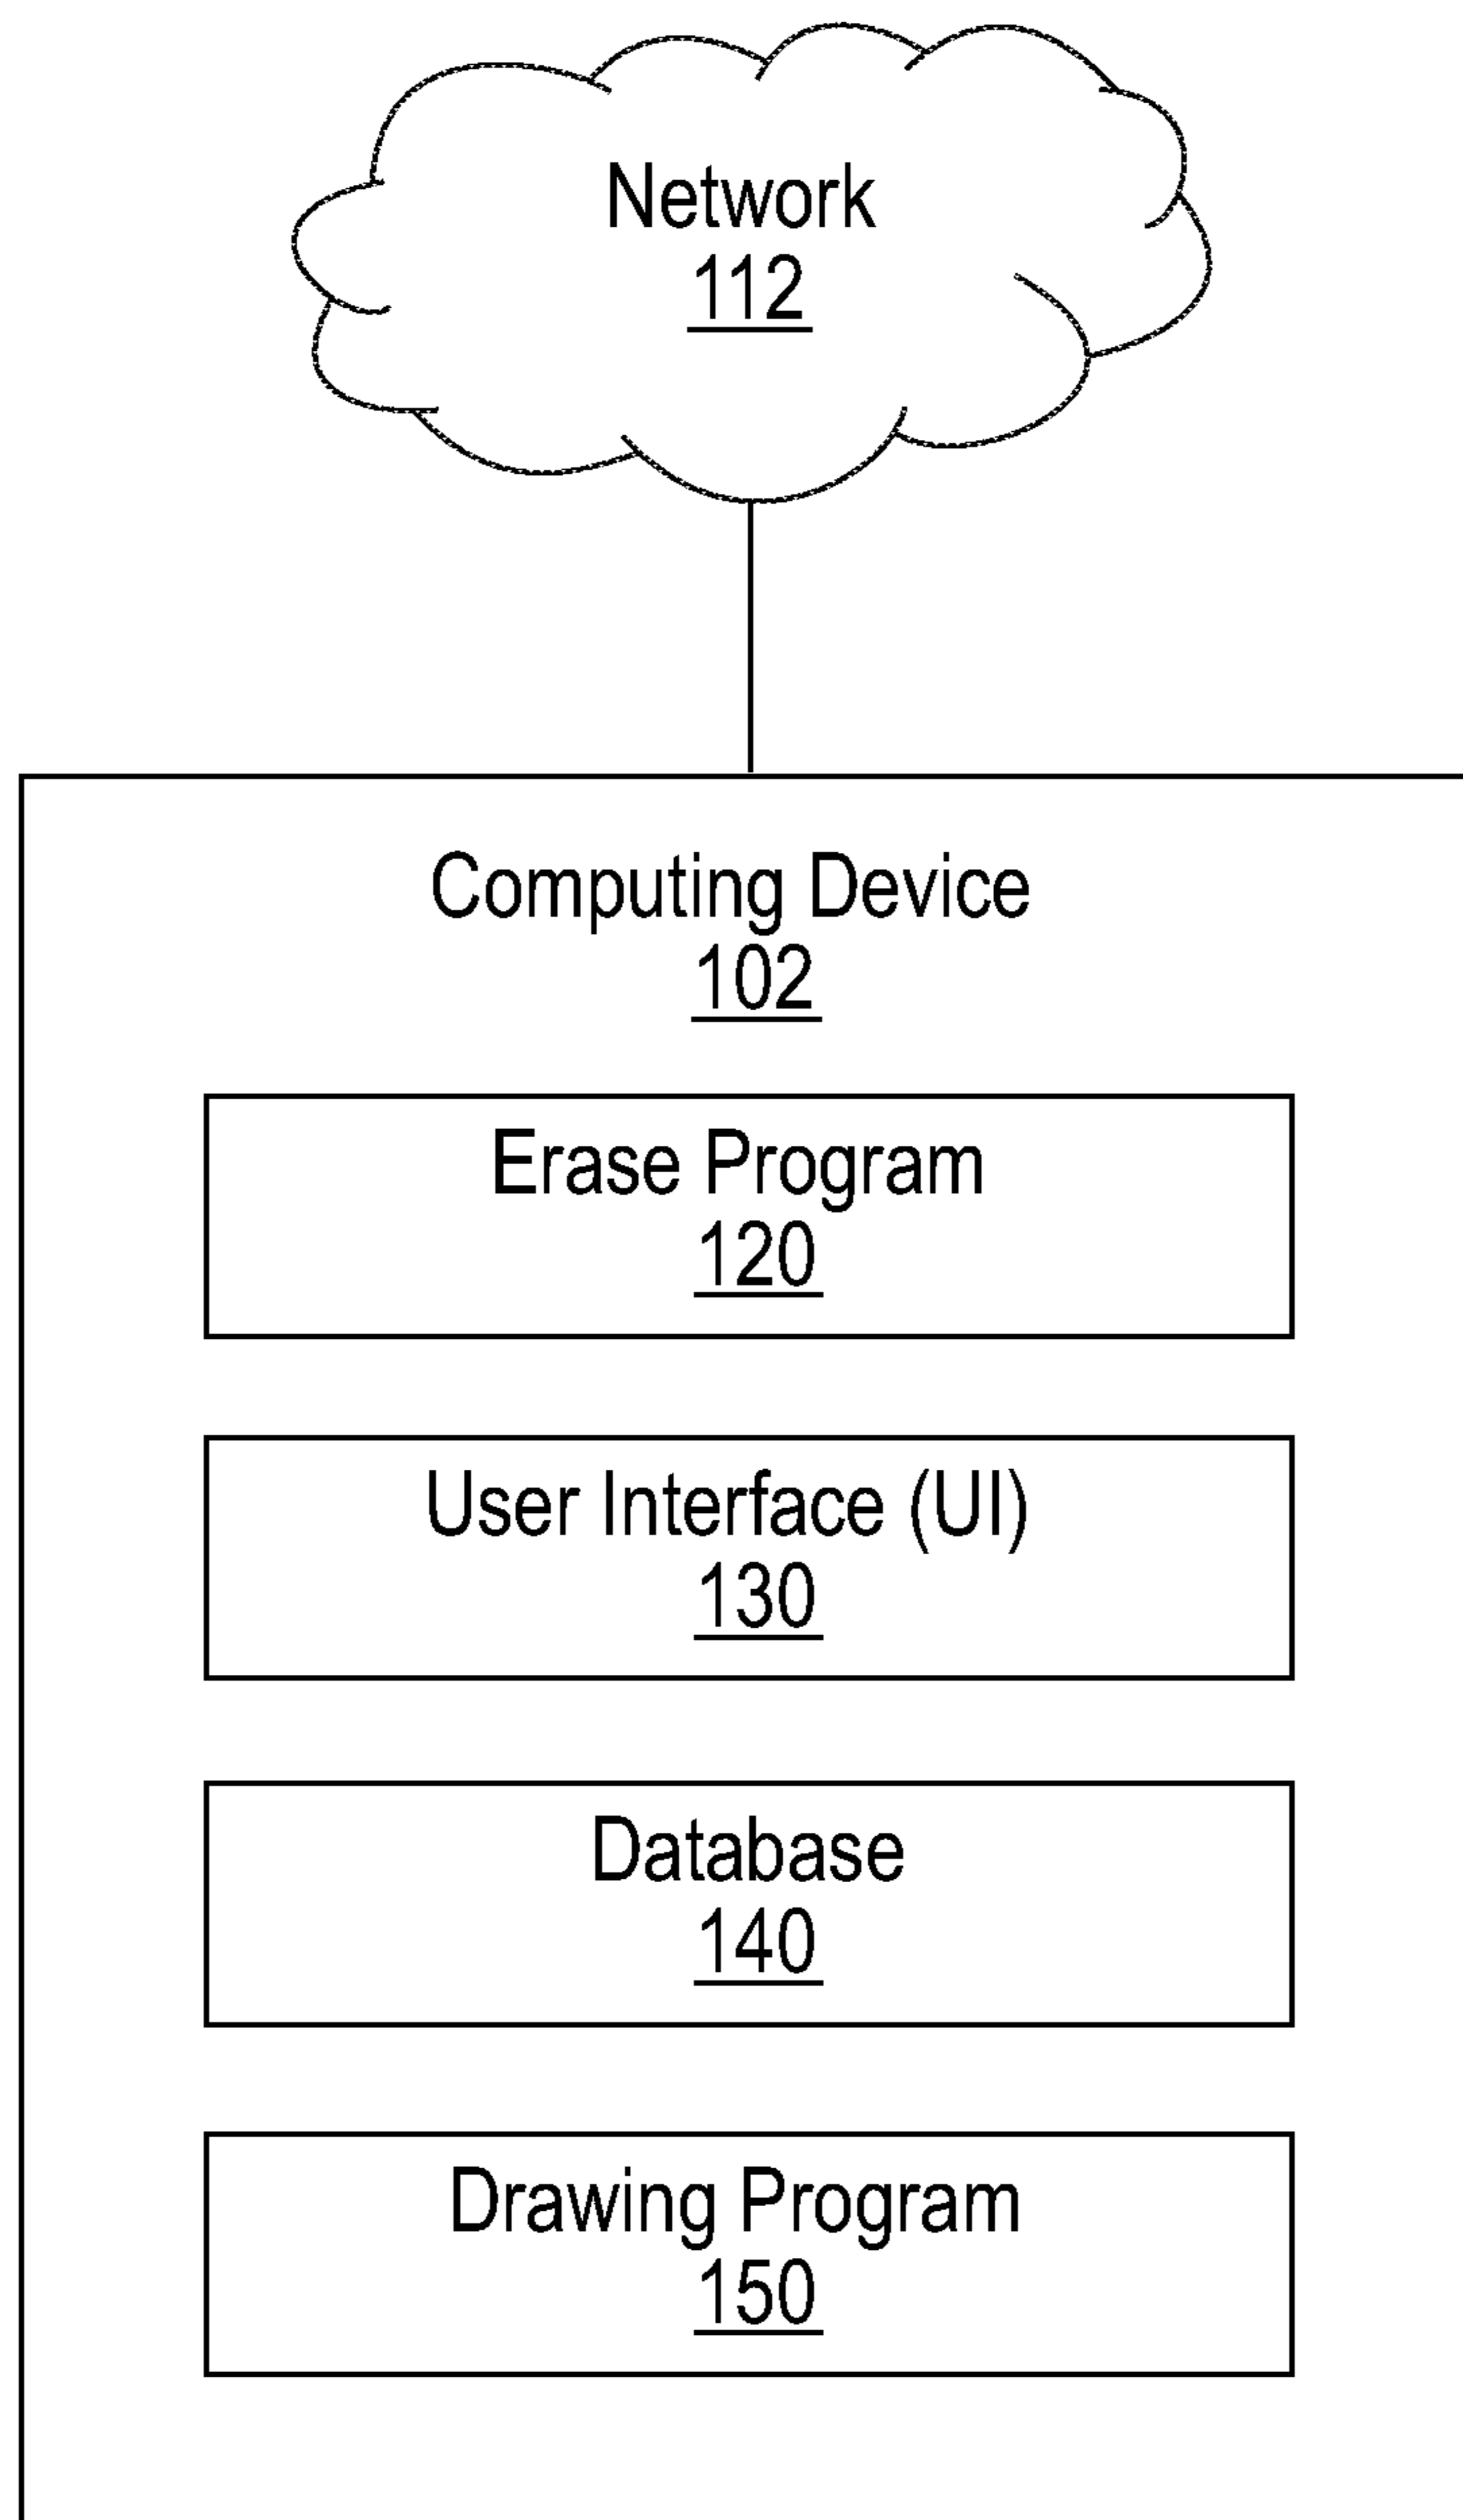 Network
112
Computing Device
102
Erase Program
120
User Interface (UI)
130
Database
140
Drawing Program
150